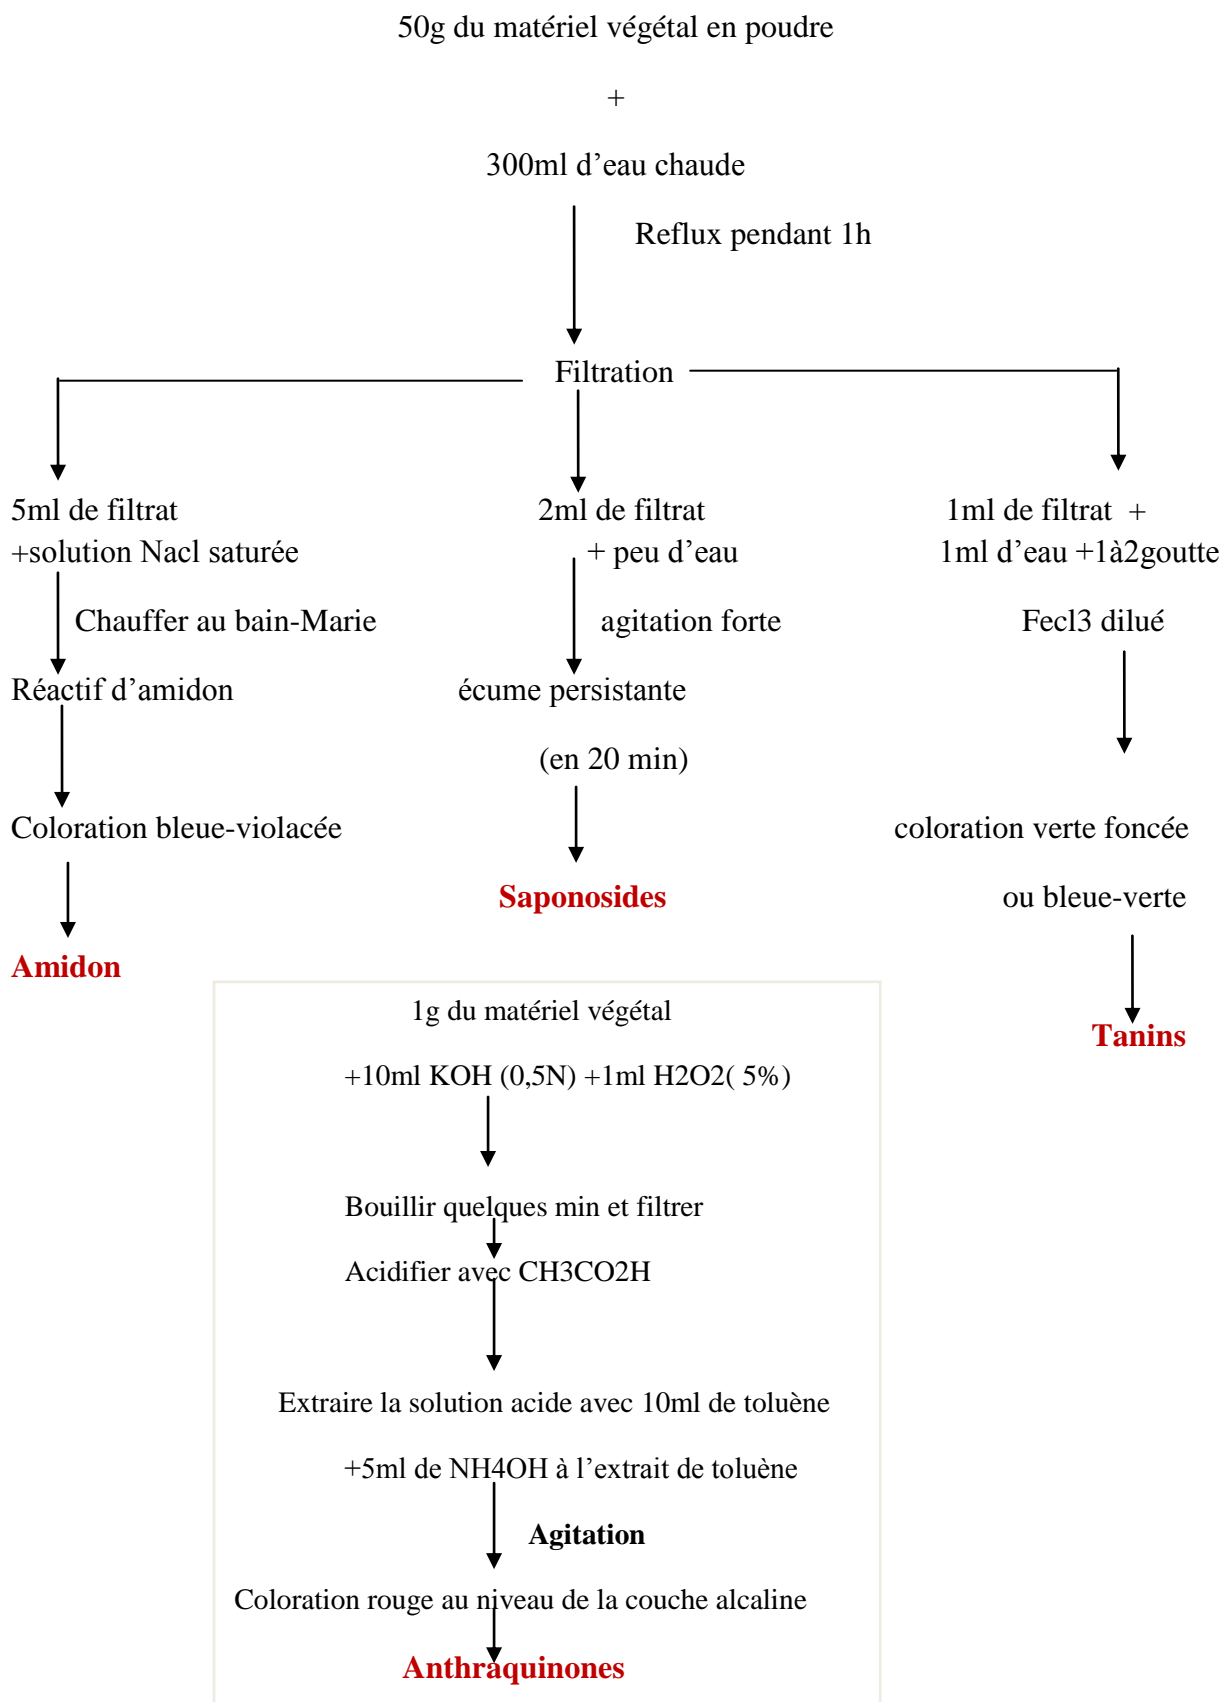 50g du matériel végétal en poudre
+
300ml d’eau chaude
Reflux pendant 1h
Filtration
5ml de filtrat
+solution Nacl saturée
Chauffer au bain-Marie
Réactif d’amidon
Coloration bleue-violacée
Amidon
2ml de filtrat
+ peu d’eau
agitation forte
écume persistante
(en 20 min)
Saponosides
1ml de filtrat +
1ml d’eau +1à2goutte
Fecl3 dilué
coloration verte foncée
ou bleue-verte
Tanins
1g du matériel végétal
+10ml KOH (0,5N) +1ml H2O2( 5%)
Bouillir quelques min et filtrer
Acidifier avec CH3CO2H
Extraire la solution acide avec 10ml de toluène
+5ml de NH4OH à l’extrait de toluène
Agitation
Coloration rouge au niveau de la couche alcaline
Anthraquinones